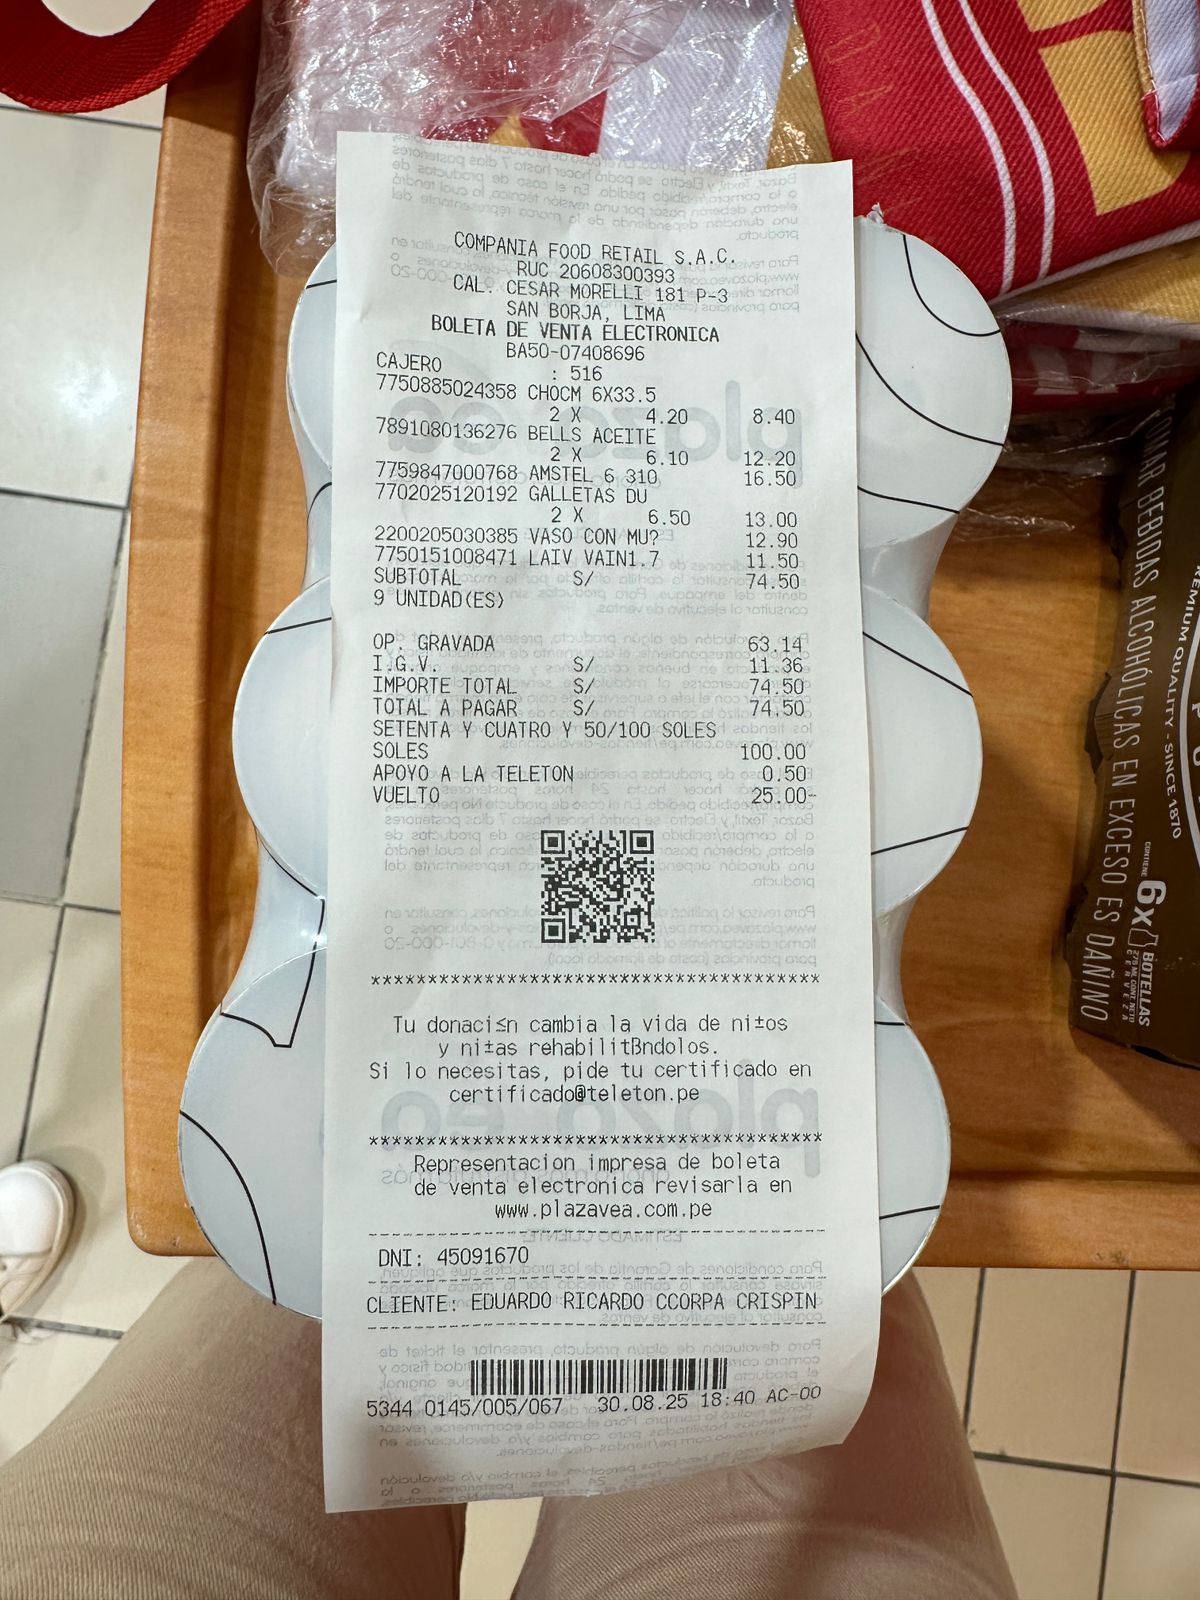 COMPANIA FOOD RETAIL S.A.C.
RUC 20608300393
CAL. CESAR MORELLI 181 P-3
SAN BORJA, LIMA
BOLETA DE VENTA ELECTRONICA
BA50-07408696
CAJERO : 516
7750885024358 CHOCM 6X33.5
2 X 4.20 8.40
7891080136276 BELLS ACEITE
2 X 6.10 12.20
7759847000768 AMSTEL 6 310 16.50
7702025120192 GALLETAS DU
2 X 6.50 13.00
2200205030385 VASO CON MU? 12.90
7750151008471 LAIV VAIN1.7 11.50
SUBTOTAL S/ 74.50
9 UNIDAD(ES)
OP. GRAVADA 63.14
I.G.V. S/ 11.36
IMPORTE TOTAL S/ 74.50
TOTAL A PAGAR S/ 74.50
SETENTA Y CUATRO Y 50/100 SOLES
SOLES 100.00
APOYO A LA TELETON 0.50
VUELTO 25.00-
****************************************
Tu donaci≤n cambia la vida de ni±os
y ni±as rehabilitßndolos.
Si lo necesitas, pide tu certificado en
certificado@teleton.pe
****************************************
Representacion impresa de boleta
de venta electronica revisarla en
www.plazavea.com.pe
DNI: 45091670
CLIENTE: EDUARDO RICARDO CCORPA CRISPIN
5344 0145/005/067 30.08.25 18:40 AC-00
TOMAR BEBIDAS ALCOHÓLICAS EN EXCESO ES DAÑINO
PREMIUM QUALITY - SINCE 1870
CONTIENE
6X
BOTELLAS
CERVEZA